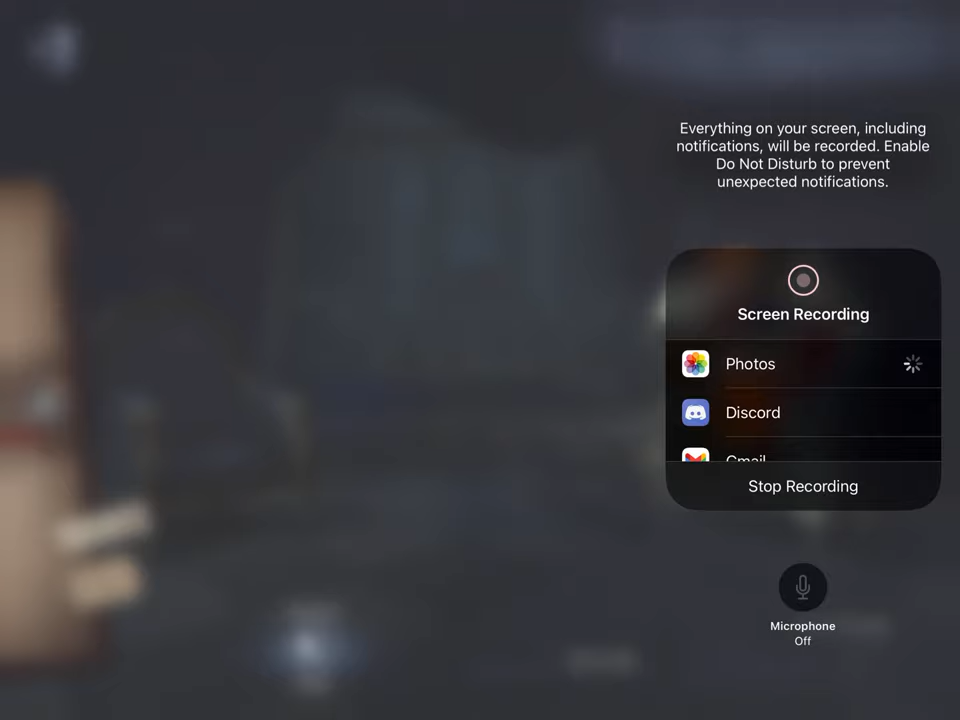 Everything on your screen, including
notifications, will be recorded. Enable
Do Not Disturb to prevent
unexpected notifications.
Screen Recording
Photos
Discord
Gmail
Stop Recording
Microphone
Off